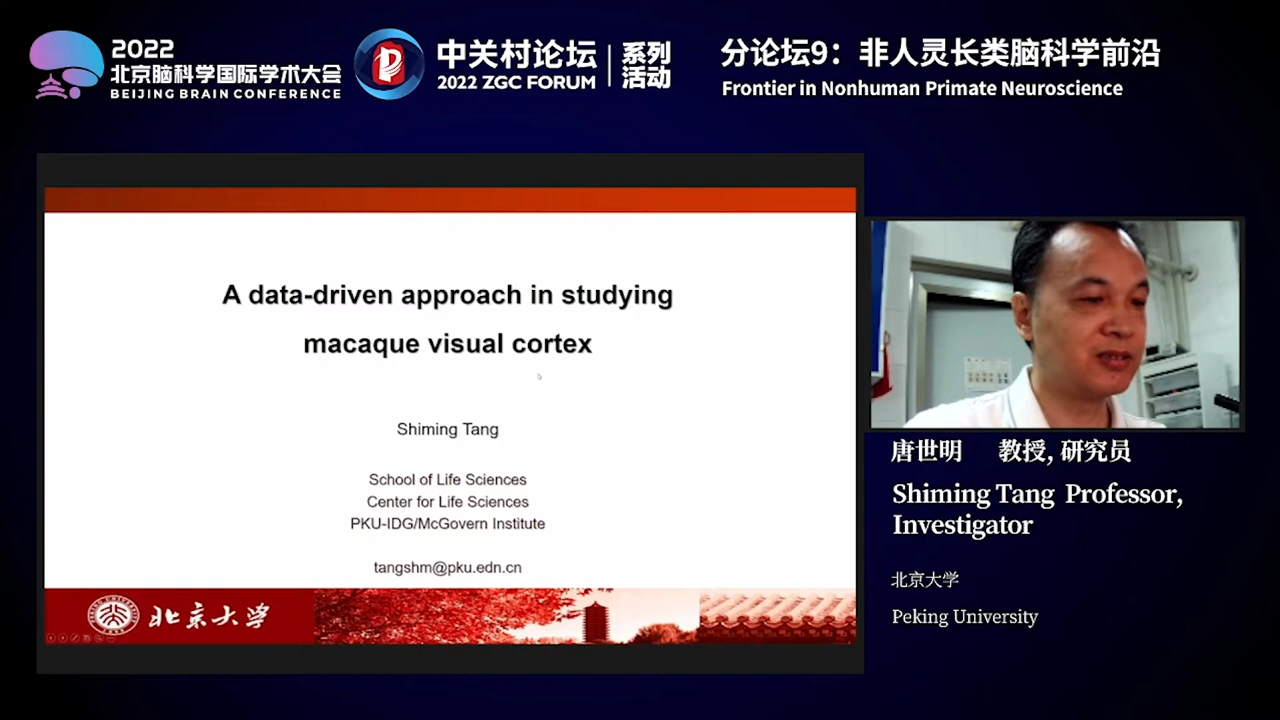 2022
北京脑科学国际学术大会
BEIJING BRAIN CONFERENCE
中关村论坛
2022 ZGC FORUM
系列
活动
分论坛9：非人灵长类脑科学前沿
Frontier in Nonhuman Primate Neuroscience
A data-driven approach in studying
macaque visual cortex
Shiming Tang
School of Life Sciences
Center for Life Sciences
PKU-IDG/McGovern Institute
tangshm@pku.edn.cn
北京大学
唐世明 教授, 研究员
Shiming Tang Professor,
Investigator
北京大学
Peking University